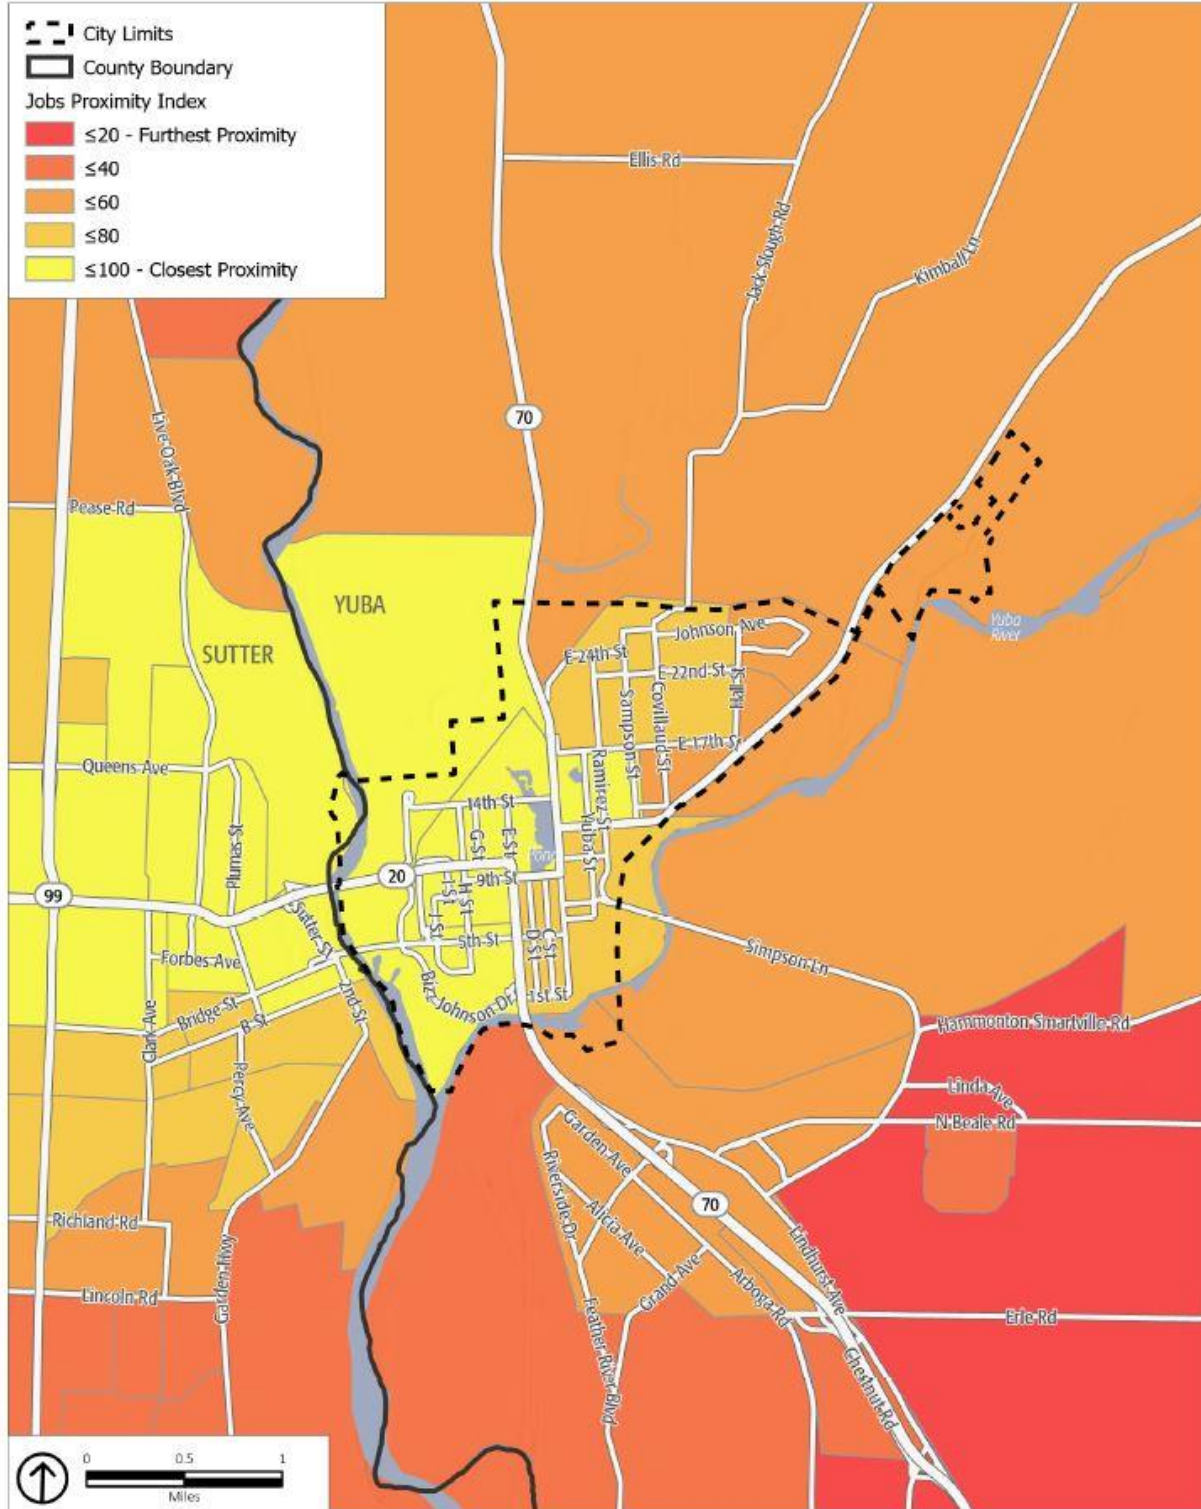 City Limits
County Boundary
Jobs Proximity Index
≤20 - Furthest Proximity
≤40
≤60
≤80
≤100 - Closest Proximity
Ellis Rd
Jack Slough Rd
Kimball Ln
70
Live Oak Blvd
Pease Rd
YUBA
SUTTER
Yuba
River
Johnson Ave
E 24th St
E 22nd St
Hall St
Sampson St
Covillaud St
E 17th St
Queens Ave
Plumas St
14th St
G St
E St
Ramirez St
Yuba St
Pond
99
20
9th St
I St
H St
J St
Sutter St
5th St
D St
C St
Simpson Ln
Forbes Ave
2nd St
Biz Johnson Dr
1st St
Bridge St
B St
Clark Ave
Percy Ave
Hammonton Smartville Rd
Linda Ave
N Beale Rd
Garden Ave
Riverside Dr
Alicia Ave
70
Richland Rd
Garden Hwy
Lincoln Rd
Grand Ave
Arboga Rd
Lindhurst Ave
Erle Rd
Feather River Blvd
Chestnut Rd
0 0.5 1
Miles